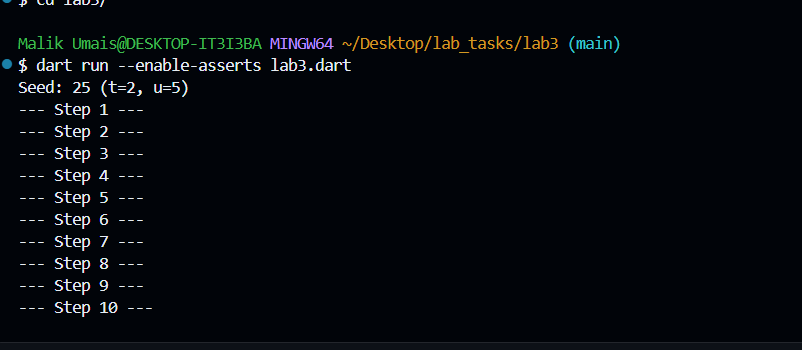 $ cd lab3/
Malik Umais@DESKTOP-IT3I3BA MINGW64 ~/Desktop/lab_tasks/lab3 (main)
$ dart run --enable-asserts lab3.dart
Seed: 25 (t=2, u=5)
--- Step 1 ---
--- Step 2 ---
--- Step 3 ---
--- Step 4 ---
--- Step 5 ---
--- Step 6 ---
--- Step 7 ---
--- Step 8 ---
--- Step 9 ---
--- Step 10 ---